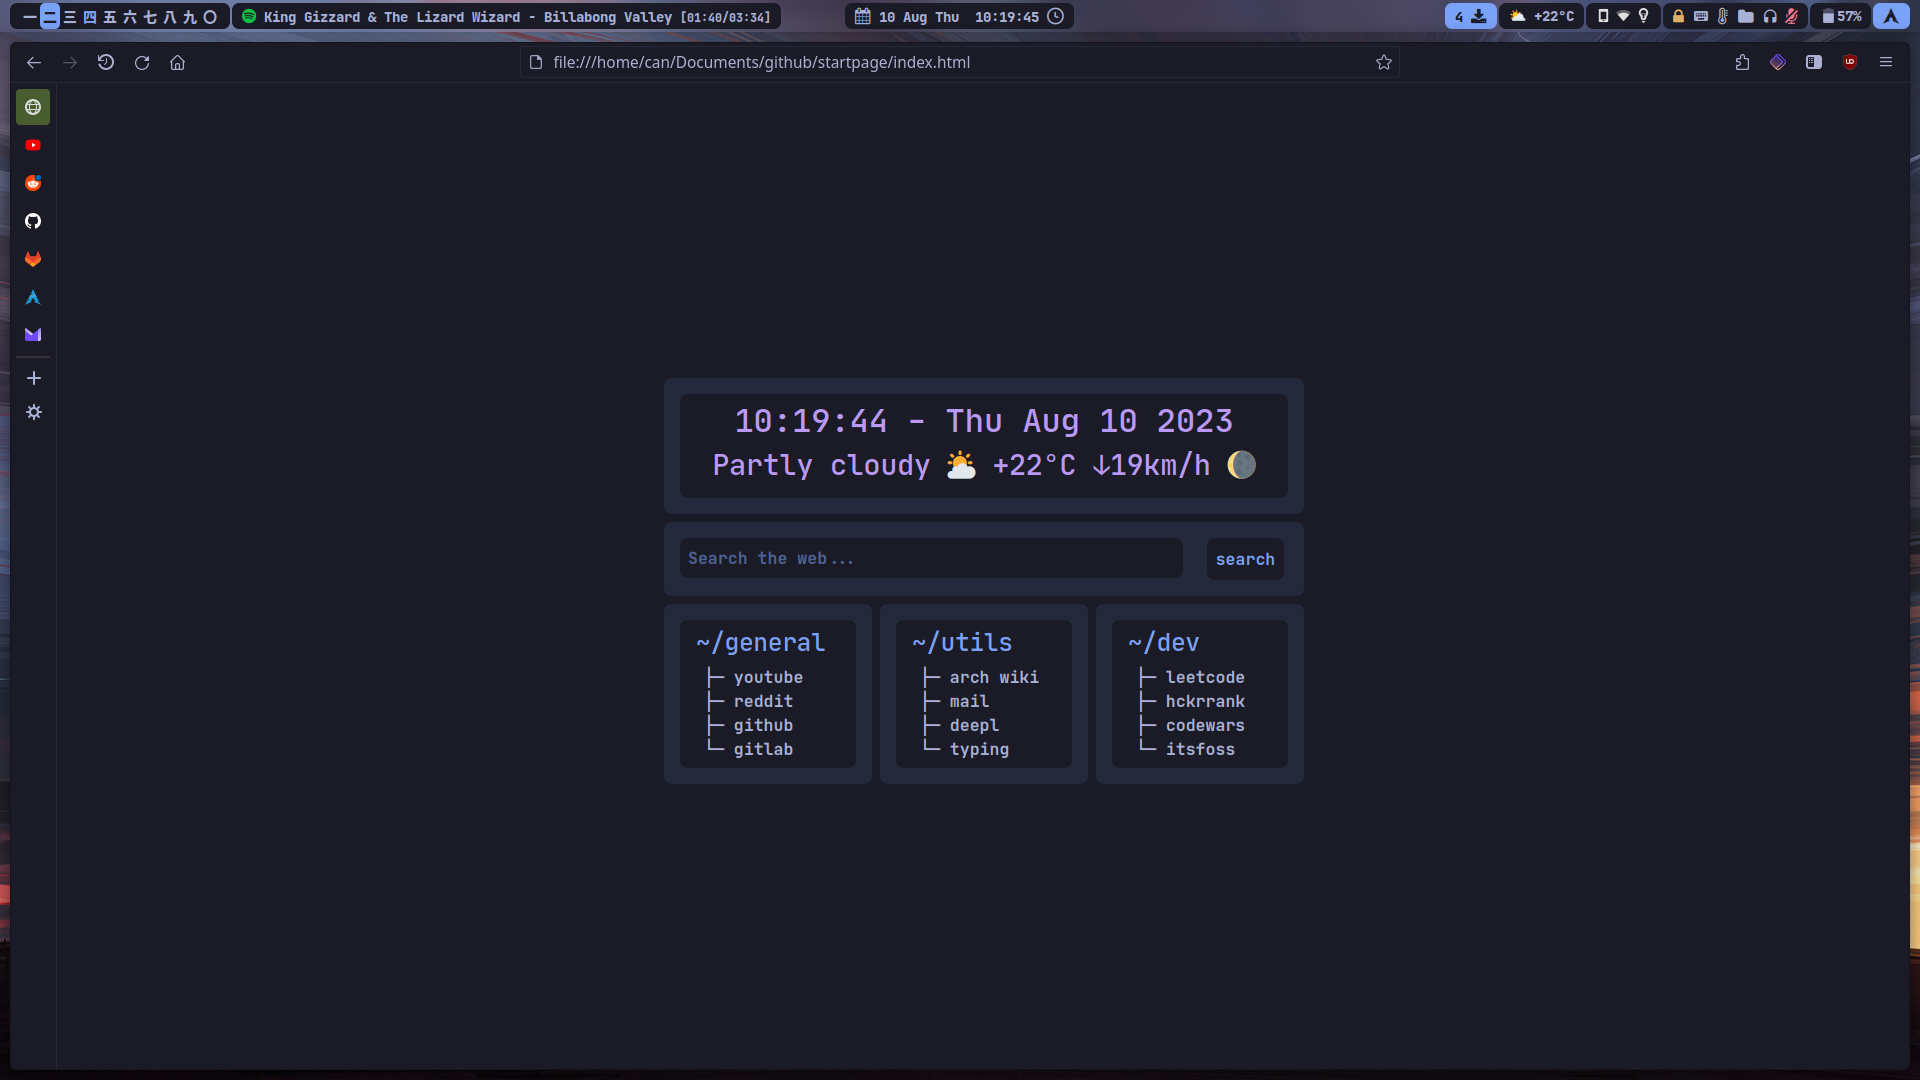 一 二 三 四 五 六 七 八 九 〇
King Gizzard & The Lizard Wizard - Billabong Valley [01:40/03:34]
10 Aug Thu 10:19:45
4
+22°C
57%
file:///home/can/Documents/github/startpage/index.html
10:19:44 - Thu Aug 10 2023
Partly cloudy ⛅ +22°C ↓19km/h 🌘
Search the web...
search
~/general
├─ youtube
├─ reddit
├─ github
└─ gitlab
~/utils
├─ arch wiki
├─ mail
├─ deepl
└─ typing
~/dev
├─ leetcode
├─ hckrrank
├─ codewars
└─ itsfoss